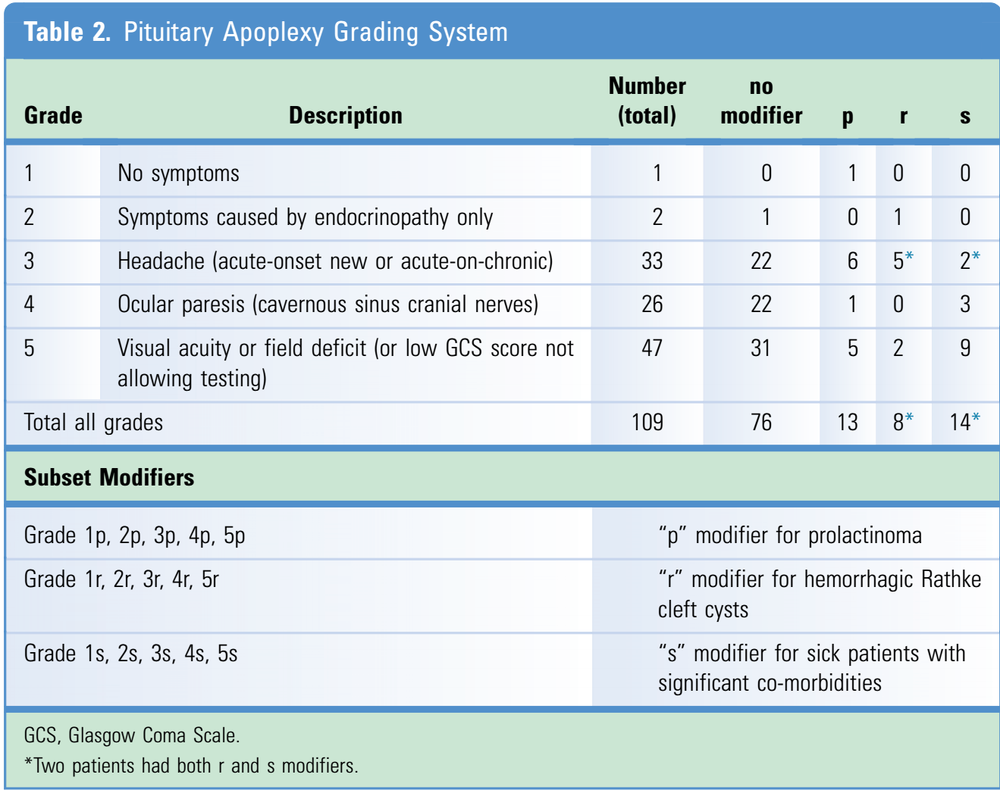 Table 2. Pituitary Apoplexy Grading System
Grade Description Number (total) no modifier p r s
1 No symptoms 1 0 1 0 0
2 Symptoms caused by endocrinopathy only 2 1 0 1 0
3 Headache (acute-onset new or acute-on-chronic) 33 22 6 5* 2*
4 Ocular paresis (cavernous sinus cranial nerves) 26 22 1 0 3
5 Visual acuity or field deficit (or low GCS score not 47 31 5 2 9
allowing testing)
Total all grades 109 76 13 8* 14*
Subset Modifiers
Grade 1p, 2p, 3p, 4p, 5p “p” modifier for prolactinoma
Grade 1r, 2r, 3r, 4r, 5r “r” modifier for hemorrhagic Rathke
cleft cysts
Grade 1s, 2s, 3s, 4s, 5s “s” modifier for sick patients with
significant co-morbidities
GCS, Glasgow Coma Scale.
*Two patients had both r and s modifiers.